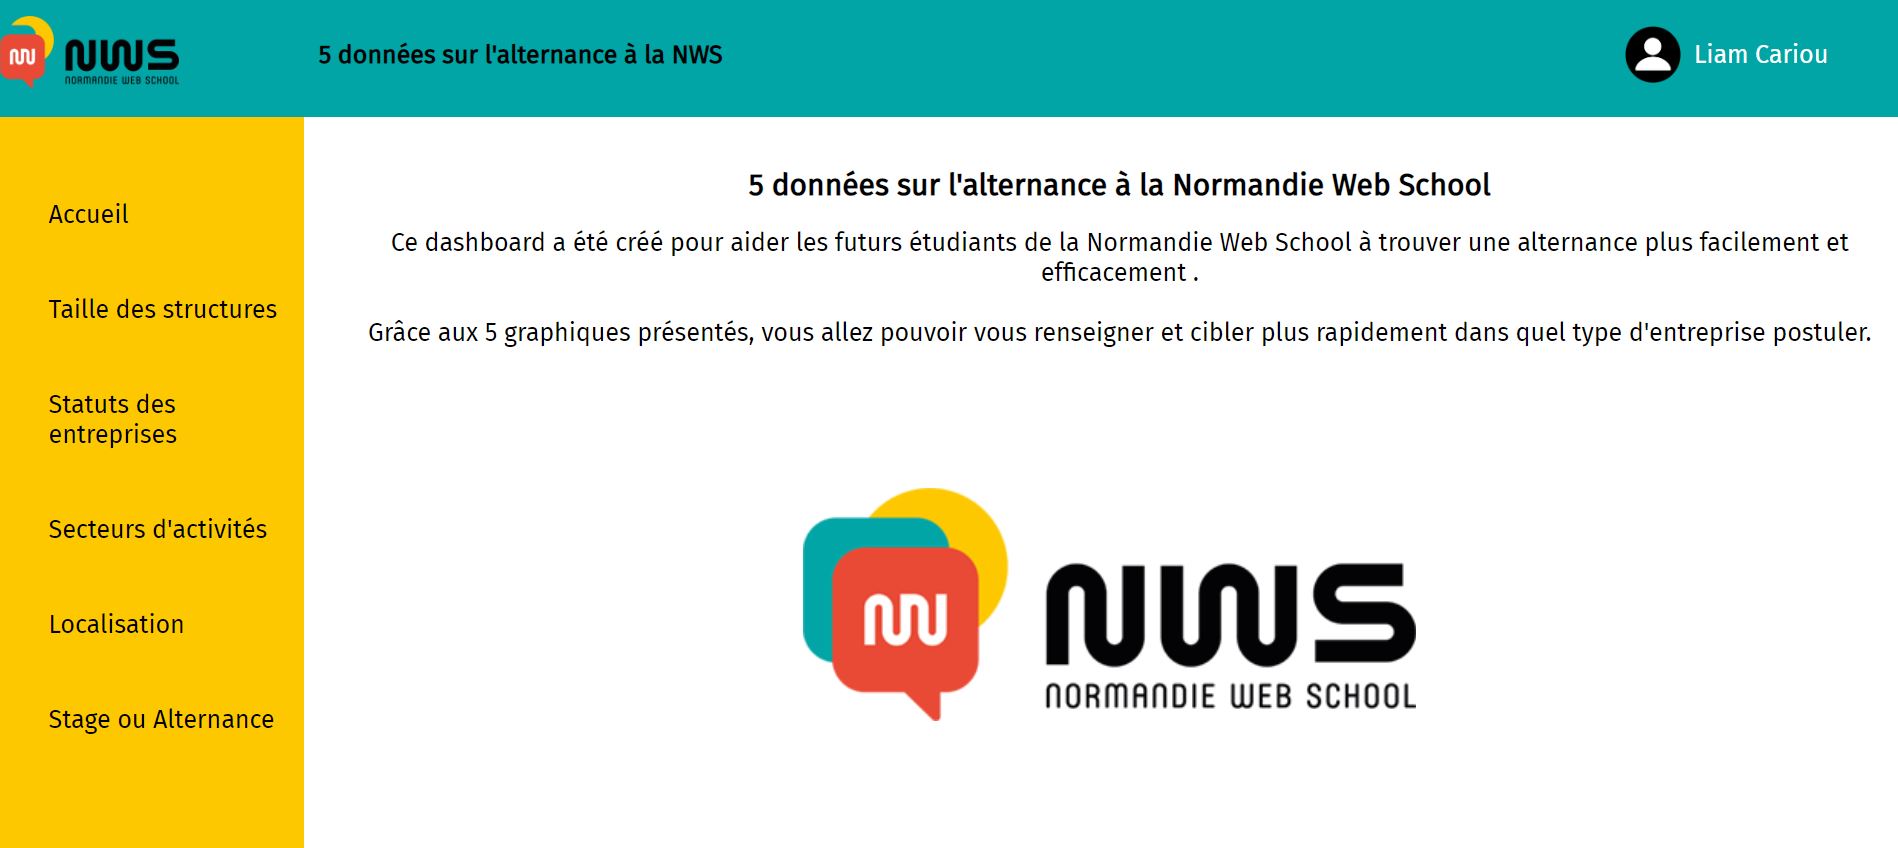 NWS
NORMANDIE WEB SCHOOL
5 données sur l'alternance à la NWS
Liam Cariou
Accueil
Taille des structures
Statuts des
entreprises
Secteurs d'activités
Localisation
Stage ou Alternance
5 données sur l'alternance à la Normandie Web School
Ce dashboard a été créé pour aider les futurs étudiants de la Normandie Web School à trouver une alternance plus facilement et
efficacement .
Grâce aux 5 graphiques présentés, vous allez pouvoir vous renseigner et cibler plus rapidement dans quel type d'entreprise postuler.
NWS
NORMANDIE WEB SCHOOL